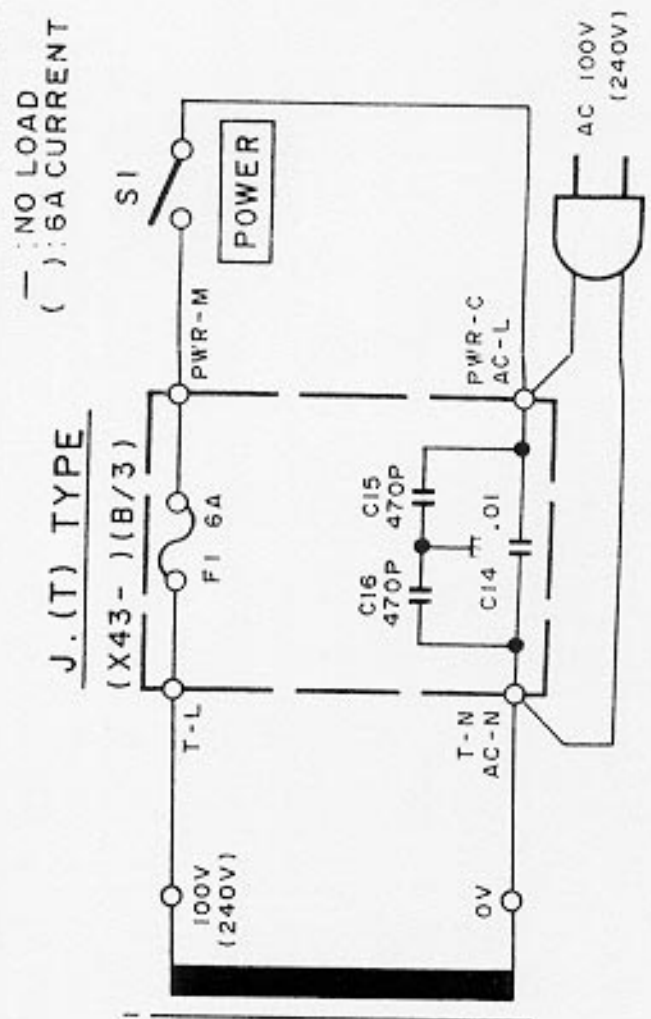 — : NO LOAD
( ) : 6A CURRENT
J.(T) TYPE
(X43- )(B/3)
S1
POWER
PWR-M
F1 6A
T-L
100V
(240V)
PWR-C
AC-L
C15
470P
C16
470P
.01
C14
T-N
AC-N
0V
AC 100V
(240V)